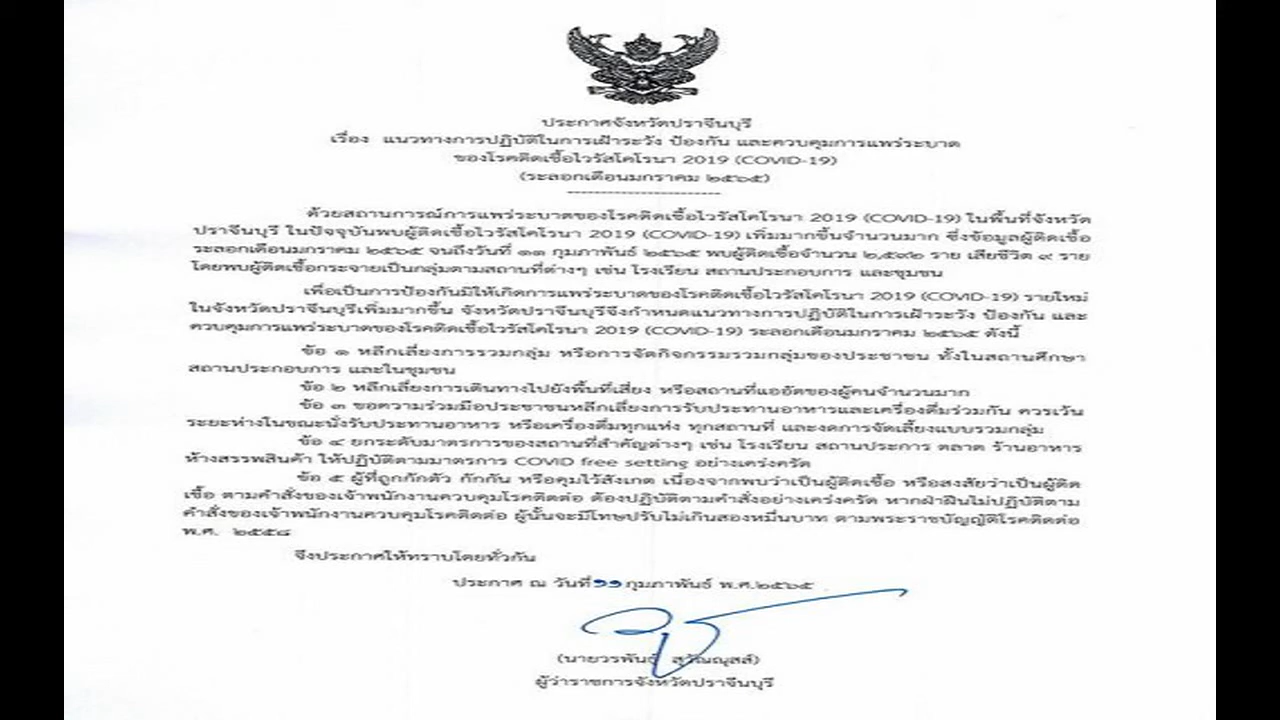 ประกาศจังหวัดปราจีนบุรี
เรื่อง แนวทางการปฏิบัติในการเฝ้าระวัง ป้องกัน และควบคุมการแพร่ระบาด
ของโรคติดเชื้อไวรัสโคโรนา 2019 (COVID-19)
(ระลอกเดือนมกราคม ๒๕๖๕)
ด้วยสถานการณ์การแพร่ระบาดของโรคติดเชื้อไวรัสโคโรนา 2019 (COVID-19) ในพื้นที่จังหวัด
ปราจีนบุรี ในปัจจุบันพบผู้ติดเชื้อไวรัสโคโรนา 2019 (COVID-19) เพิ่มมากขึ้นจำนวนมาก ซึ่งข้อมูลผู้ติดเชื้อ
ระลอกเดือนมกราคม ๒๕๖๕ จนถึงวันที่ ๑๑ กุมภาพันธ์ ๒๕๖๕ พบผู้ติดเชื้อจำนวน ๒,๕๙๒ ราย เสียชีวิต ๙ ราย
โดยพบผู้ติดเชื้อกระจายเป็นกลุ่มตามสถานที่ต่างๆ เช่น โรงเรียน สถานประกอบการ และชุมชน
เพื่อเป็นการป้องกันมิให้เกิดการแพร่ระบาดของโรคติดเชื้อไวรัสโคโรนา 2019 (COVID-19) รายใหม่
ในจังหวัดปราจีนบุรีเพิ่มมากขึ้น จังหวัดปราจีนบุรีจึงกำหนดแนวทางการปฏิบัติในการเฝ้าระวัง ป้องกัน และ
ควบคุมการแพร่ระบาดของโรคติดเชื้อไวรัสโคโรนา 2019 (COVID-19) ระลอกเดือนมกราคม ๒๕๖๕ ดังนี้
ข้อ ๑ หลีกเลี่ยงการรวมกลุ่ม หรือการจัดกิจกรรมรวมกลุ่มของประชาชน ทั้งในสถานศึกษา
สถานประกอบการ และในชุมชน
ข้อ ๒ หลีกเลี่ยงการเดินทางไปยังพื้นที่เสี่ยง หรือสถานที่แออัดของผู้คนจำนวนมาก
ข้อ ๓ ขอความร่วมมือประชาชนหลีกเลี่ยงการรับประทานอาหารและเครื่องดื่มร่วมกัน ควรเว้น
ระยะห่างในขณะนั่งรับประทานอาหาร หรือเครื่องดื่มทุกแห่ง ทุกสถานที่ และงดการจัดเลี้ยงแบบรวมกลุ่ม
ข้อ ๔ ยกระดับมาตรการของสถานที่สำคัญต่างๆ เช่น โรงเรียน สถานประการ ตลาด ร้านอาหาร
ห้างสรรพสินค้า ให้ปฏิบัติตามมาตรการ COVID free setting อย่างเคร่งครัด
ข้อ ๕ ผู้ที่ถูกกักตัว กักกัน หรือคุมไว้สังเกต เนื่องจากพบว่าเป็นผู้ติดเชื้อ หรือสงสัยว่าเป็นผู้ติด
เชื้อ ตามคำสั่งของเจ้าพนักงานควบคุมโรคติดต่อ ต้องปฏิบัติตามคำสั่งอย่างเคร่งครัด หากฝ่าฝืนไม่ปฏิบัติตาม
คำสั่งของเจ้าพนักงานควบคุมโรคติดต่อ ผู้นั้นจะมีโทษปรับไม่เกินสองหมื่นบาท ตามพระราชบัญญัติโรคติดต่อ
พ.ศ. ๒๕๕๘
จึงประกาศให้ทราบโดยทั่วกัน
ประกาศ ณ วันที่ ๑๑ กุมภาพันธ์ พ.ศ.๒๕๖๕
(นายวรพันธุ์ สุวัณณุสส์)
ผู้ว่าราชการจังหวัดปราจีนบุรี